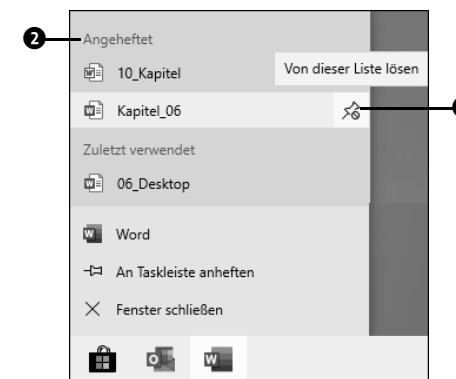 2
Angeheftet
10_Kapitel
Von dieser Liste lösen
Kapitel_06
Zuletzt verwendet
06_Desktop
Word
An Taskleiste anheften
Fenster schließen